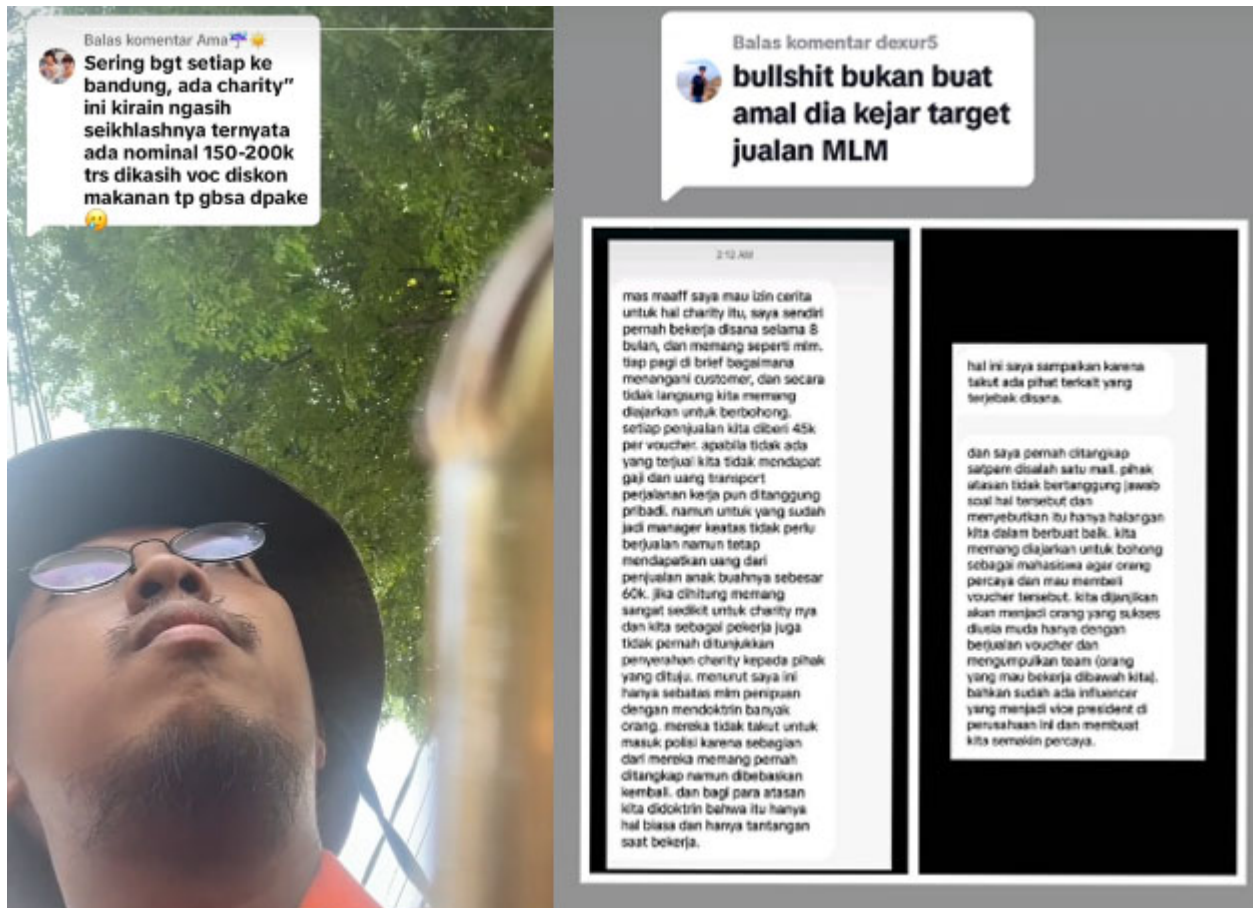 Balas komentar Ama☔☀️
Sering bgt setiap ke
bandung, ada charity”
ini kirain ngasih
seikhlashnya ternyata
ada nominal 150-200k
trs dikasih voc diskon
makanan tp gbsa dpake
🥲
Balas komentar dexur5
bullshit bukan buat
amal dia kejar target
jualan MLM
2:12 AM
mas maaff saya mau izin cerita
untuk hal charity itu, saya sendiri
pernah bekerja disana selama 8
bulan, dan memang seperti mlm.
tiap pagi di brief bagaimana
menangani customer, dan secara
tidak langsung kita memang
diajarkan untuk berbohong.
setiap penjualan kita diberi 45k
per voucher. apabila tidak ada
yang terjual kita tidak mendapat
gaji dan uang transport
perjalanan kerja pun ditanggung
pribadi. namun untuk yang sudah
jadi manager keatas tidak perlu
berjualan namun tetap
mendapatkan uang dari
penjualan anak buahnya sebesar
60k. jika dihitung memang
sangat sedikit untuk charity nya
dan kita sebagai pekerja juga
tidak pernah ditunjukkan
penyerahan charity kepada pihak
yang dituju. menurut saya ini
hanya sebatas mlm penipuan
dengan mendoktrin banyak
orang. mereka tidak takut untuk
masuk polisi karena sebagian
dari mereka memang pernah
ditangkap namun dibebaskan
kembali. dan bagi para atasan
kita didoktrin bahwa itu hanya
hal biasa dan hanya tantangan
saat bekerja.
hal ini saya sampaikan karena
takut ada pihat terkait yang
terjebak disana.
dan saya pernah ditangkap
satpam disalah satu mall. pihak
atasan tidak bertanggung jawab
soal hal tersebut dan
menyebutkan itu hanya halangan
kita dalam berbuat baik. kita
memang diajarkan untuk bohong
sebagai mahasiswa agar orang
percaya dan mau membeli
voucher tersebut. kita dijanjikan
akan menjadi orang yang sukses
diusia muda hanya dengan
berjualan voucher dan
mengumpulkan team (orang
yang mau bekerja dibawah kita).
bahkan sudah ada influencer
yang menjadi vice president di
perusahaan ini dan membuat
kita semakin percaya.